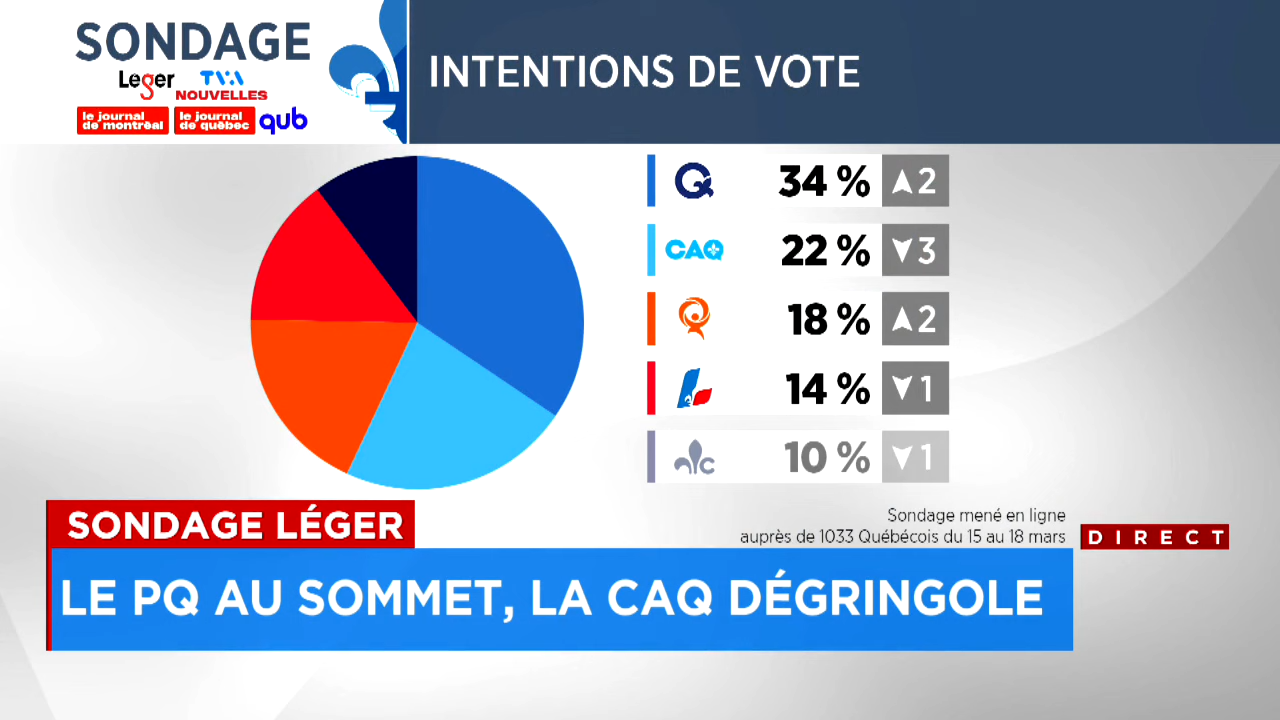 SONDAGE
Leger TVA
NOUVELLES
le journal de montréal le journal de québec qub
INTENTIONS DE VOTE
34 % 2
CAQ 22 % 3
18 % 2
14 % 1
C 10 % 1
SONDAGE LÉGER
Sondage mené en ligne
auprès de 1033 Québécois du 15 au 18 mars
DIRECT
LE PQ AU SOMMET, LA CAQ DÉGRINGOLE